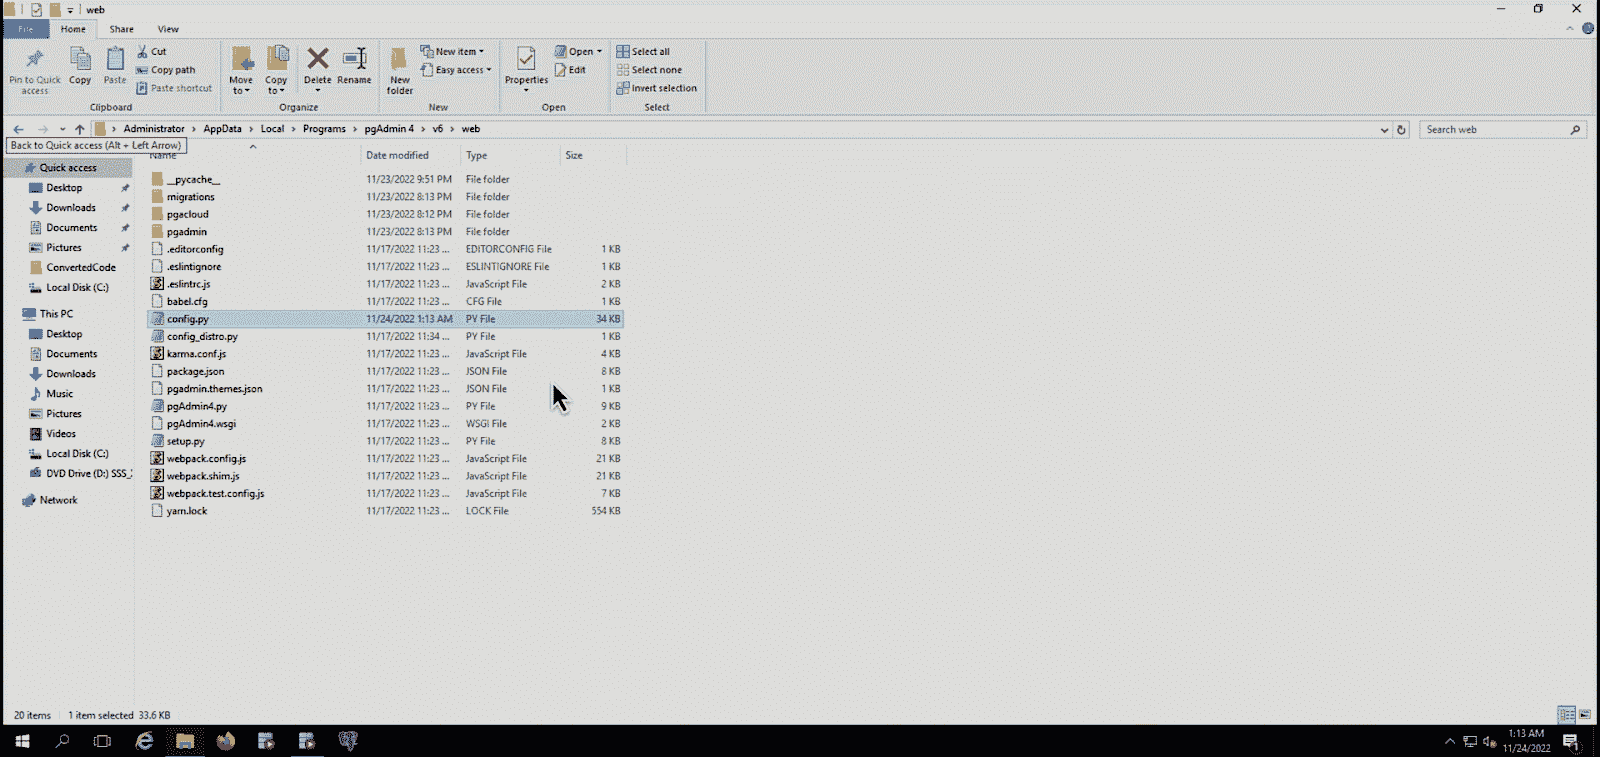 web
File Home Share View
Pin to Quick access
Copy
Paste
Cut
Copy path
Paste shortcut
Clipboard
Move to
Copy to
Delete
Rename
Organize
New folder
New item
Easy access
New
Properties
Open
Edit
Open
Select all
Select none
Invert selection
Select
Administrator > AppData > Local > Programs > pgAdmin 4 > v6 > web
Search web
Back to Quick access (Alt + Left Arrow)
Name Date modified Type Size
Quick access
Desktop
Downloads
Documents
Pictures
ConvertedCode
Local Disk (C:)
This PC
Desktop
Documents
Downloads
Music
Pictures
Videos
Local Disk (C:)
DVD Drive (D:) SSS_
Network
__pycache__ 11/23/2022 9:51 PM File folder
migrations 11/23/2022 8:13 PM File folder
pgacloud 11/23/2022 8:12 PM File folder
pgadmin 11/23/2022 8:13 PM File folder
.editorconfig 11/17/2022 11:23 ... EDITORCONFIG File 1 KB
.eslintignore 11/17/2022 11:23 ... ESLINTIGNORE File 1 KB
.eslintrc.js 11/17/2022 11:23 ... JavaScript File 2 KB
babel.cfg 11/17/2022 11:23 ... CFG File 1 KB
config.py 11/24/2022 1:13 AM PY File 34 KB
config_distro.py 11/17/2022 11:34 ... PY File 1 KB
karma.conf.js 11/17/2022 11:23 ... JavaScript File 4 KB
package.json 11/17/2022 11:23 ... JSON File 8 KB
pgadmin.themes.json 11/17/2022 11:23 ... JSON File 1 KB
pgAdmin4.py 11/17/2022 11:23 ... PY File 9 KB
pgAdmin4.wsgi 11/17/2022 11:23 ... WSGI File 2 KB
setup.py 11/17/2022 11:23 ... PY File 8 KB
webpack.config.js 11/17/2022 11:23 ... JavaScript File 21 KB
webpack.shim.js 11/17/2022 11:23 ... JavaScript File 21 KB
webpack.test.config.js 11/17/2022 11:23 ... JavaScript File 7 KB
yarn.lock 11/17/2022 11:23 ... LOCK File 554 KB
20 items 1 item selected 33.6 KB
1:13 AM
11/24/2022
1